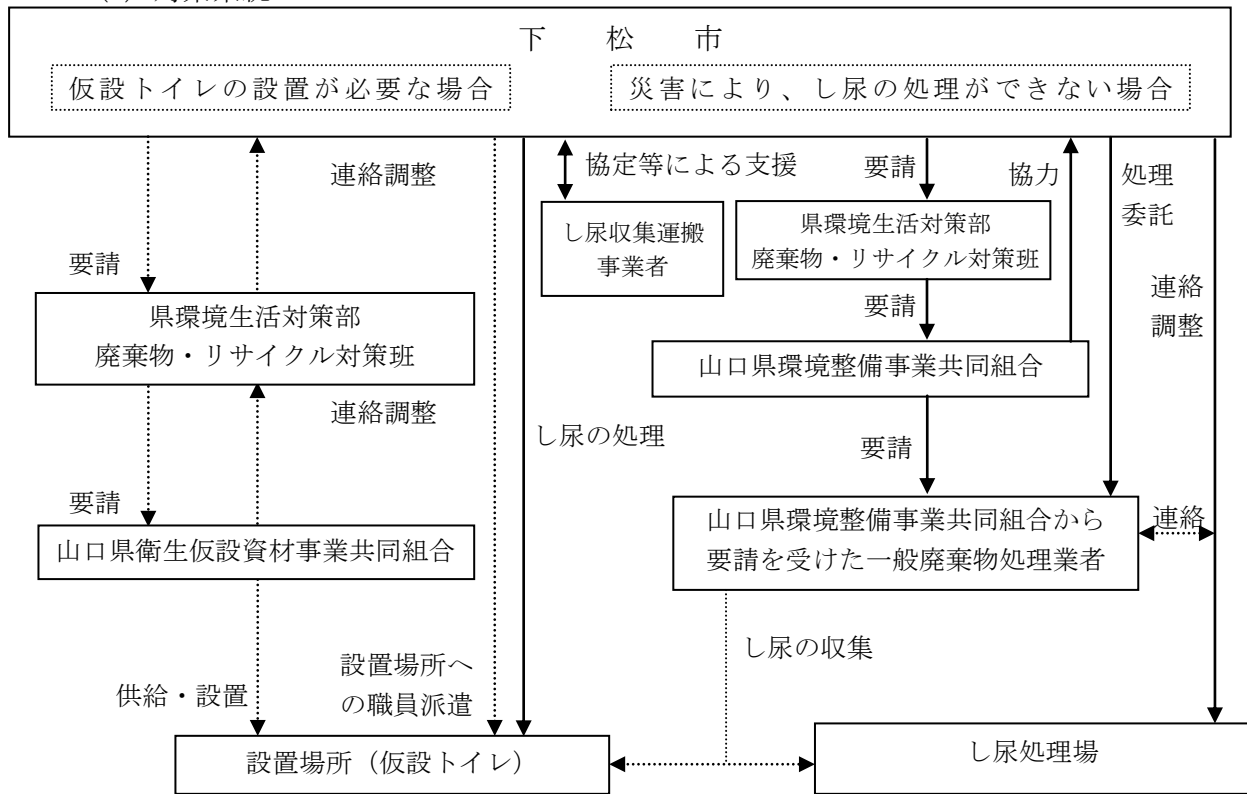 下 松 市
仮設トイレの設置が必要な場合
災害により、し尿の処理ができない場合
連絡調整
協定等による支援
要請
協力
処理
委託
し尿収集運搬
事業者
県環境生活対策部
廃棄物・リサイクル対策班
要請
連絡
調整
要請
県環境生活対策部
廃棄物・リサイクル対策班
山口県環境整備事業共同組合
連絡調整
し尿の処理
要請
要請
山口県衛生仮設資材事業共同組合
山口県環境整備事業共同組合から
要請を受けた一般廃棄物処理業者
連絡
し尿の収集
設置場所へ
の職員派遣
供給・設置
設置場所（仮設トイレ）
し尿処理場